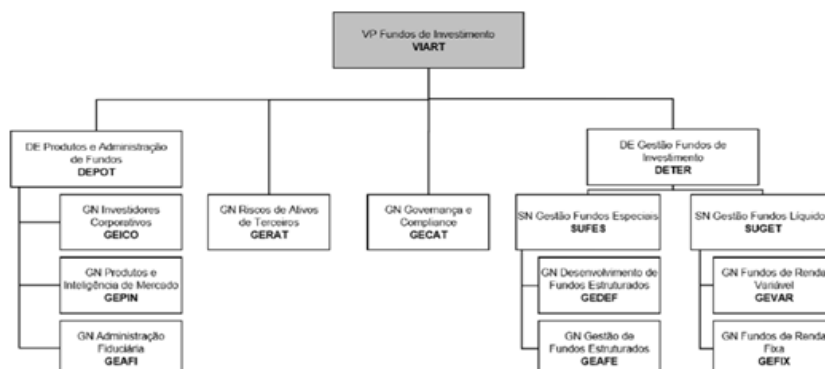 VP Fundos de Investimento
VIART
DE Produtos e Administração
de Fundos
DEPOT
DE Gestão Fundos de
Investimento
DETER
GN Investidores
Corporativos
GEICO
GN Riscos de Ativos
de Terceiros
GERAT
GN Governança e
Compliance
GECAT
SN Gestão Fundos Especiais
SUFES
SN Gestão Fundos Líquidos
SUGET
GN Produtos e
Inteligência de Mercado
GEPIN
GN Desenvolvimento de
Fundos Estruturados
GEDEF
GN Fundos de Renda
Variável
GEVAR
GN Administração
Fiduciária
GEAFI
GN Gestão de
Fundos Estruturados
GEAFE
GN Fundos de Renda
Fixa
GEFIX